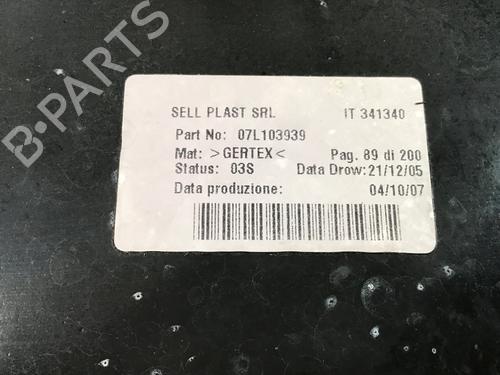 B-PARTS
SELL PLAST SRL IT 341340
Part No: 07L103939
Mat: >GERTEX< Pag. 89 di 200
Status: 03S Data Drow: 21/12/05
Data produzione: 04/10/07